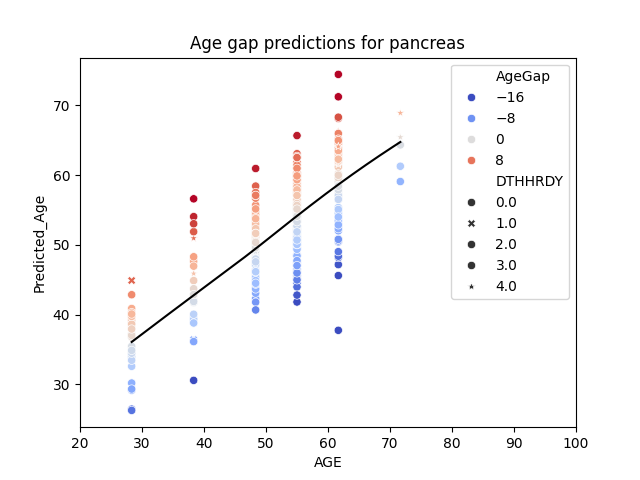 Age gap predictions for pancreas
Predicted_Age
70
60
50
40
30
20 30 40 50 60 70 80 90 100
AGE
AgeGap
−16
−8
0
8
DTHHRDY
0.0
1.0
2.0
3.0
4.0